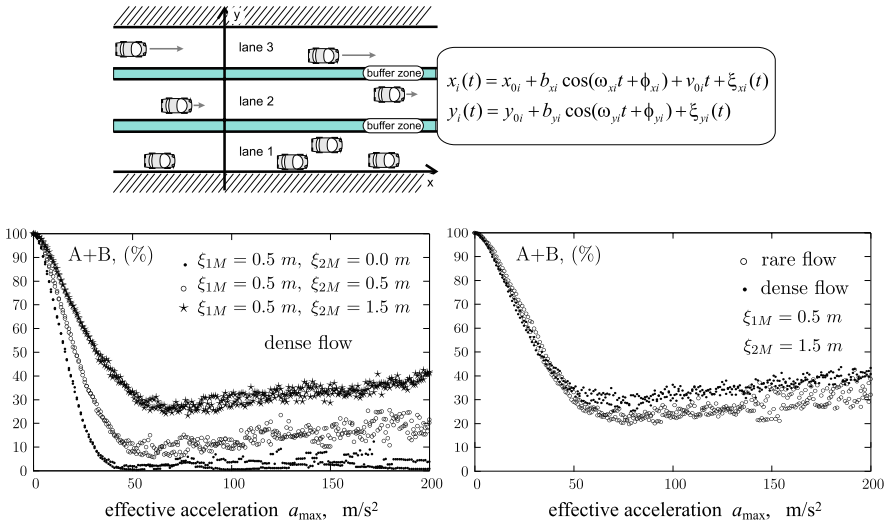 y
lane 3
buffer zone
lane 2
buffer zone
lane 1
x
x_i(t) = x_{0i} + b_{xi} cos(ω_{xi}t + ϕ_{xi}) + v_{0i}t + ξ_{xi}(t)
y_i(t) = y_{0i} + b_{yi} cos(ω_{yi}t + ϕ_{yi}) + ξ_{yi}(t)
100
90
80
70
60
50
40
30
20
10
0
A+B, (%)
ξ_{1M} = 0.5 m, ξ_{2M} = 0.0 m
ξ_{1M} = 0.5 m, ξ_{2M} = 0.5 m
ξ_{1M} = 0.5 m, ξ_{2M} = 1.5 m
dense flow
0 50 100 150 200
effective acceleration a_{max}, m/s²
100
90
80
70
60
50
40
30
20
10
0
A+B, (%)
rare flow
dense flow
ξ_{1M} = 0.5 m
ξ_{2M} = 1.5 m
0 50 100 150 200
effective acceleration a_{max}, m/s²